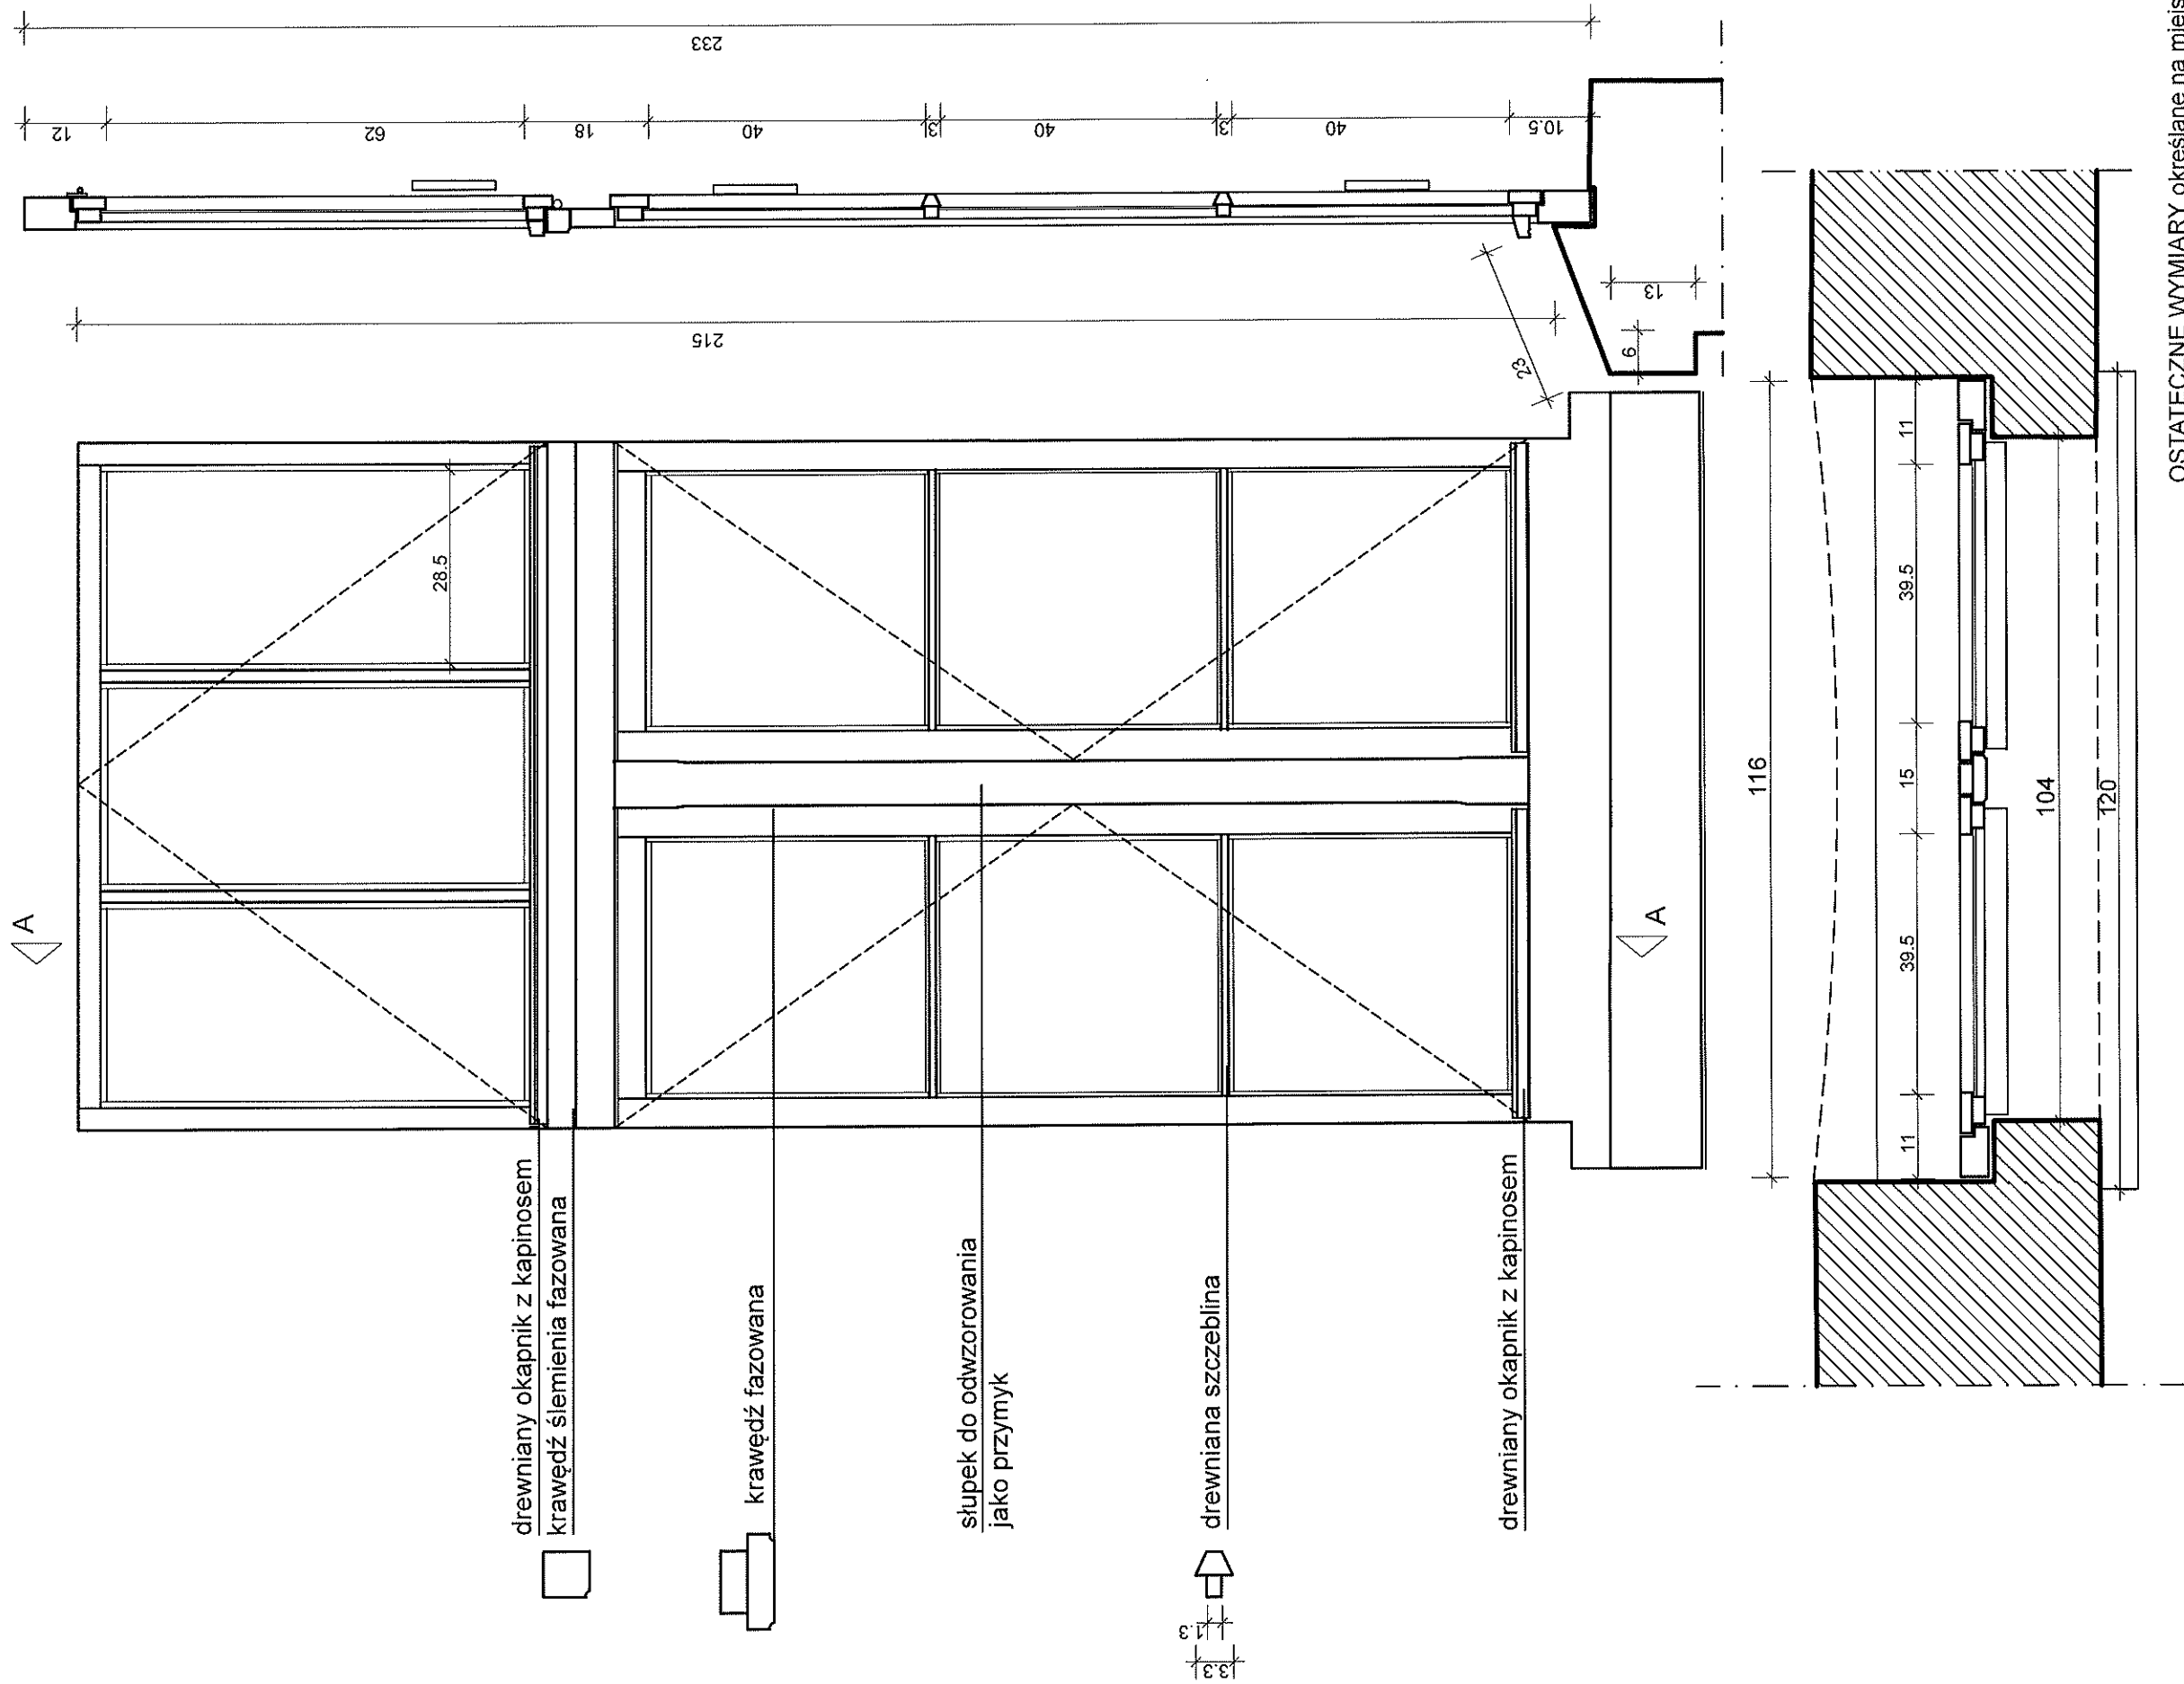 233
12
62
18
40
3
40
3
40
10.5
215
23
13
6
A
28.5
A
drewniany okapnik z kapinosem
krawędź ślemienia fazowana
krawędź fazowana
słupek do odwzorowania
jako przymyk
drewniana szczeblina
1.3
3.3
drewniany okapnik z kapinosem
116
11
39.5
15
39.5
11
104
120
OSTATECZNE WYMIARY określane na miejs